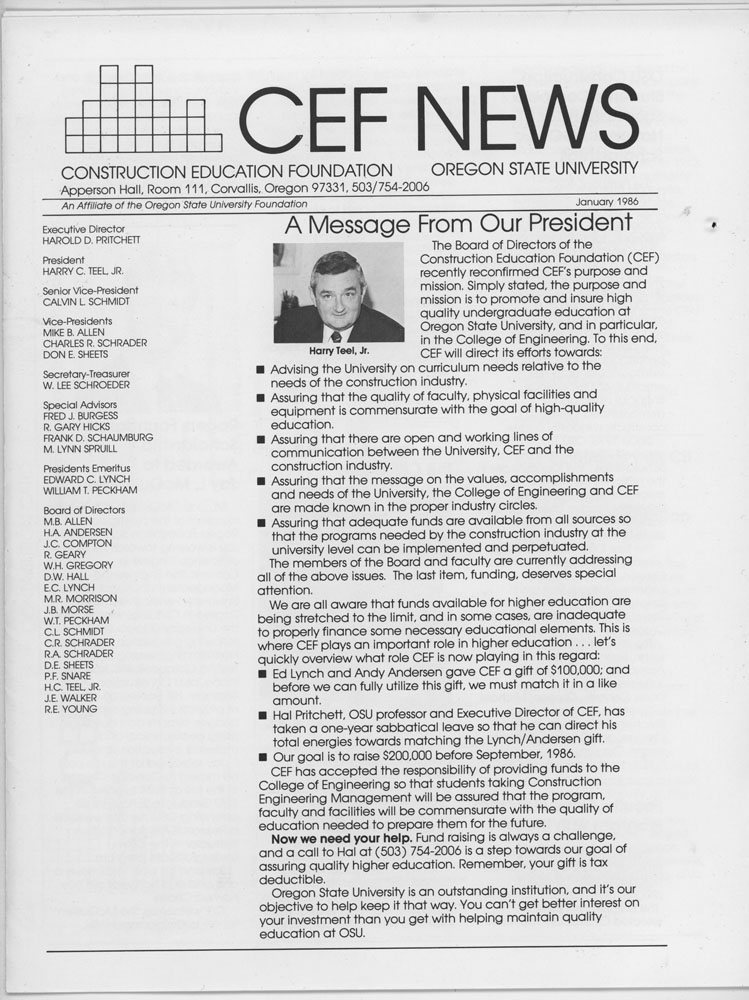 CEF NEWS
CONSTRUCTION EDUCATION FOUNDATION OREGON STATE UNIVERSITY
Apperson Hall, Room 111, Corvallis, Oregon 97331, 503/754-2006
An Affiliate of the Oregon State University Foundation January 1986
Executive Director
HAROLD D. PRITCHETT
President
HARRY C. TEEL, JR.
Senior Vice-President
CALVIN L. SCHMIDT
Vice-Presidents
MIKE B. ALLEN
CHARLES R. SCHRADER
DON E. SHEETS
Secretary-Treasurer
W. LEE SCHROEDER
Special Advisors
FRED J. BURGESS
R. GARY HICKS
FRANK D. SCHAUMBURG
M. LYNN SPRUILL
Presidents Emeritus
EDWARD C. LYNCH
WILLIAM T. PECKHAM
Board of Directors
M.B. ALLEN
H.A. ANDERSEN
J.C. COMPTON
R. GEARY
W.H. GREGORY
D.W. HALL
E.C. LYNCH
M.R. MORRISON
J.B. MORSE
W.T. PECKHAM
C.L. SCHMIDT
C.R. SCHRADER
R.A. SCHRADER
D.E. SHEETS
P.F. SNARE
H.C. TEEL, JR.
J.E. WALKER
R.E. YOUNG
A Message From Our President
Harry Teel, Jr.
The Board of Directors of the
Construction Education Foundation (CEF)
recently reconfirmed CEF's purpose and
mission. Simply stated, the purpose and
mission is to promote and insure high
quality undergraduate education at
Oregon State University, and in particular,
in the College of Engineering. To this end,
CEF will direct its efforts towards:
■ Advising the University on curriculum needs relative to the
needs of the construction industry.
■ Assuring that the quality of faculty, physical facilities and
equipment is commensurate with the goal of high-quality
education.
■ Assuring that there are open and working lines of
communication between the University, CEF and the
construction industry.
■ Assuring that the message on the values, accomplishments
and needs of the University, the College of Engineering and CEF
are made known in the proper industry circles.
■ Assuring that adequate funds are available from all sources so
that the programs needed by the construction industry at the
university level can be implemented and perpetuated.
The members of the Board and faculty are currently addressing
all of the above issues. The last item, funding, deserves special
attention.
We are all aware that funds available for higher education are
being stretched to the limit, and in some cases, are inadequate
to properly finance some necessary educational elements. This is
where CEF plays an important role in higher education . . . let's
quickly overview what role CEF is now playing in this regard:
■ Ed Lynch and Andy Andersen gave CEF a gift of $100,000; and
before we can fully utilize this gift, we must match it in a like
amount.
■ Hal Pritchett, OSU professor and Executive Director of CEF, has
taken a one-year sabbatical leave so that he can direct his
total energies towards matching the Lynch/Andersen gift.
■ Our goal is to raise $200,000 before September, 1986.
CEF has accepted the responsibility of providing funds to the
College of Engineering so that students taking Construction
Engineering Management will be assured that the program,
faculty and facilities will be commensurate with the quality of
education needed to prepare them for the future.
Now we need your help. Fund raising is always a challenge,
and a call to Hal at (503) 754-2006 is a step towards our goal of
assuring quality higher education. Remember, your gift is tax
deductible.
Oregon State University is an outstanding institution, and it's our
objective to help keep it that way. You can't get better interest on
your investment than you get with helping maintain quality
education at OSU.